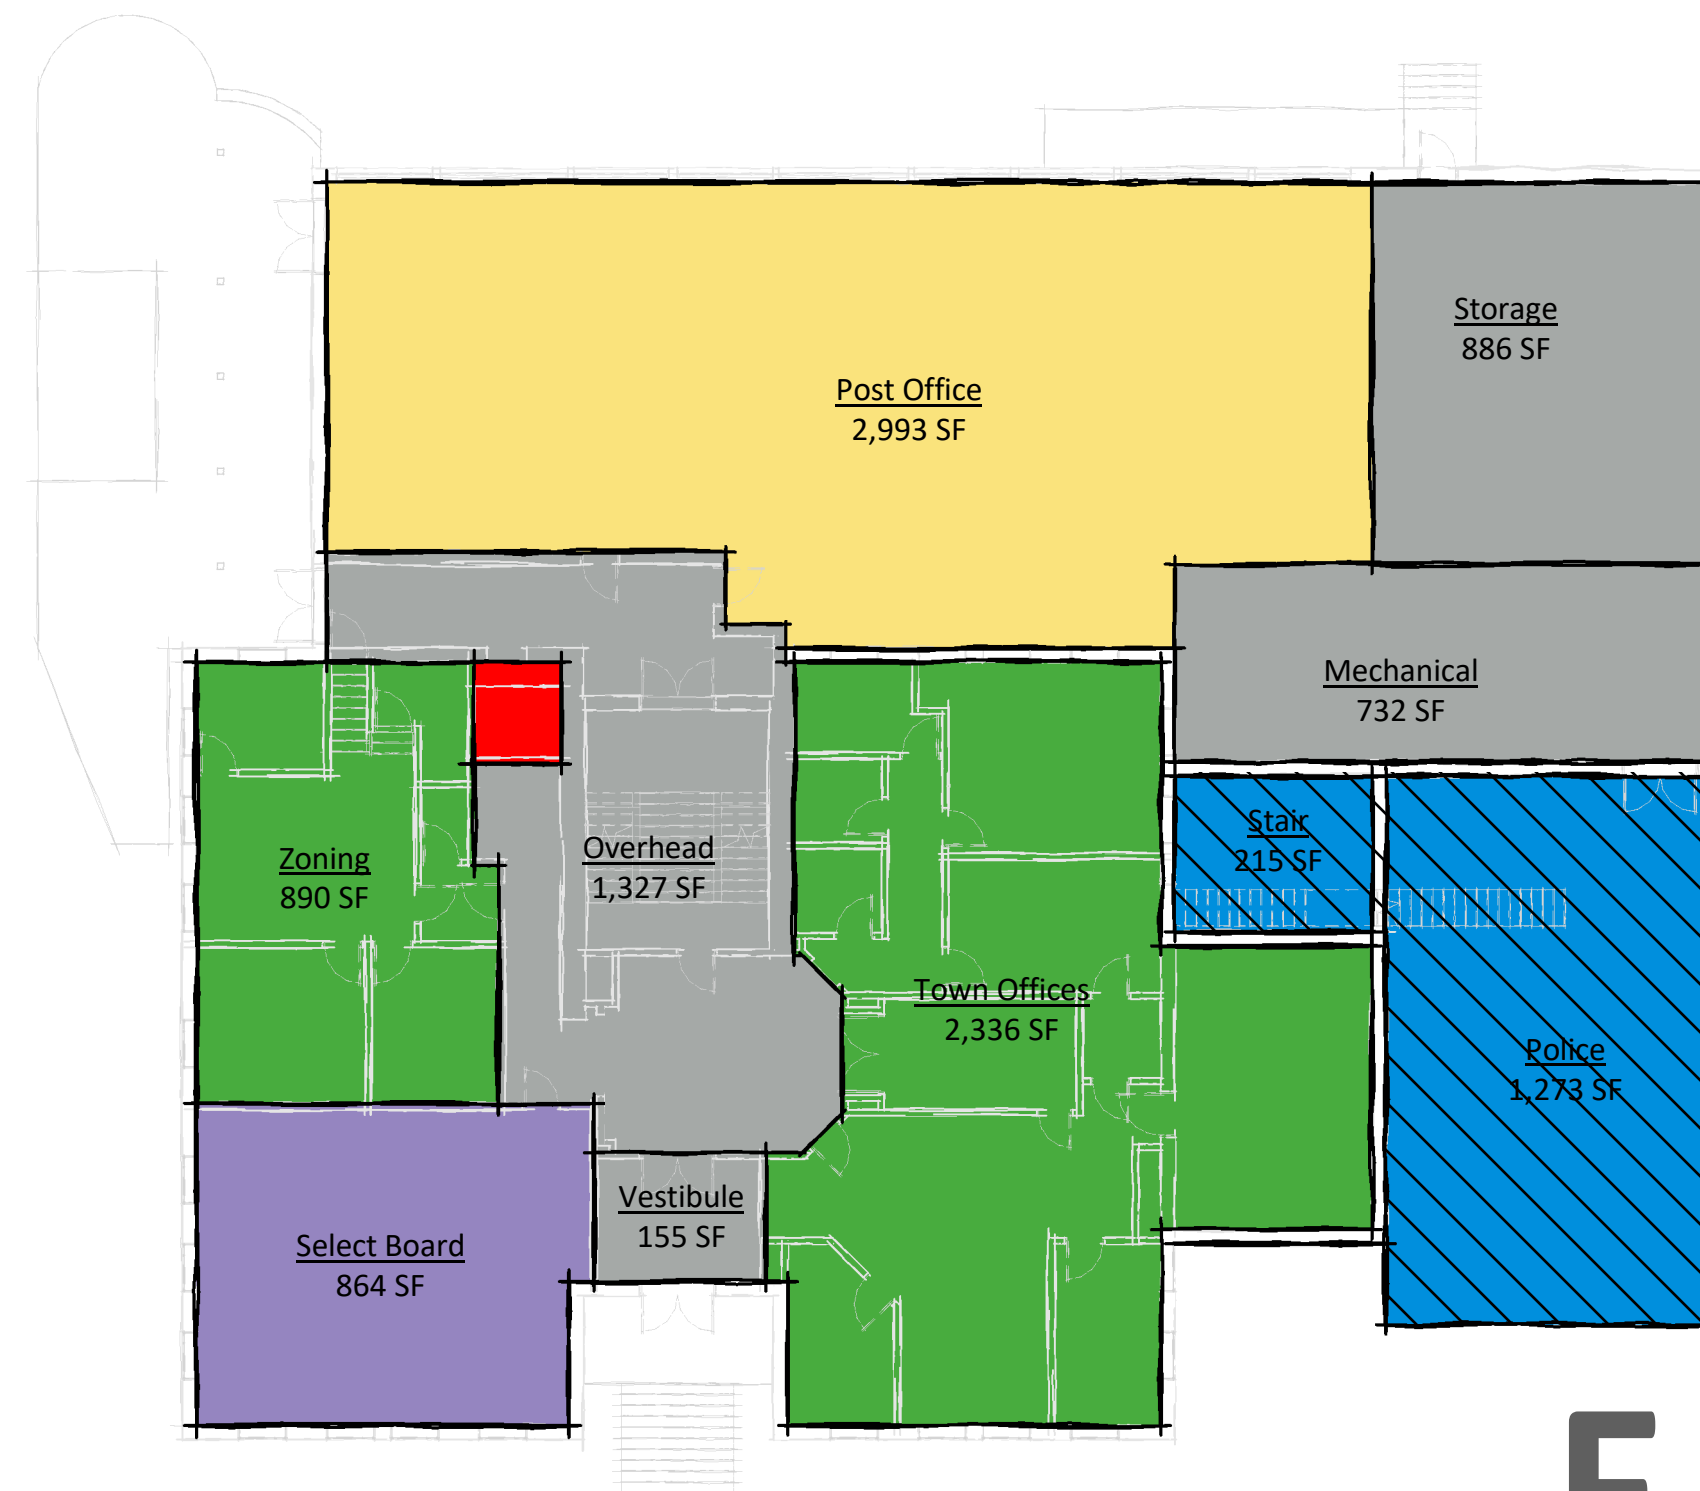 Storage
886 SF
Post Office
2,993 SF
Mechanical
732 SF
Stair
215 SF
Zoning
890 SF
Overhead
1,327 SF
Town Offices
2,336 SF
Police
1,273 SF
Vestibule
155 SF
Select Board
864 SF